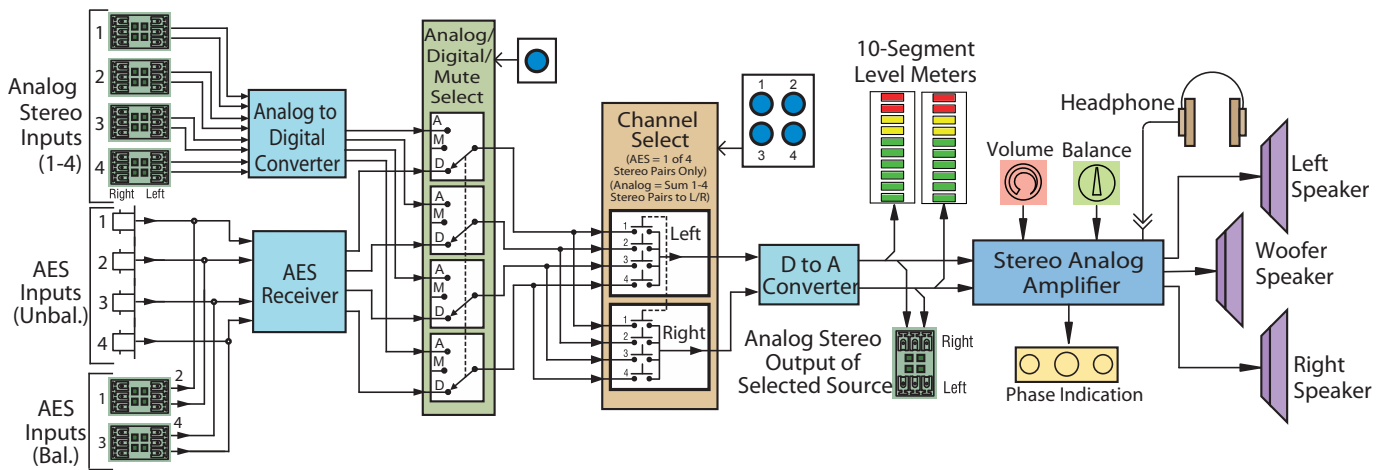 Analog
Stereo
Inputs
(1-4)
1
2
3
4
Right Left
AES
Inputs
(Unbal.)
1
2
3
4
AES
Inputs
(Bal.)
1
2
3
4
Analog to
Digital
Converter
AES
Receiver
Analog/
Digital/
Mute
Select
A
M
D
A
M
D
A
M
D
A
M
D
Channel
Select
(AES = 1 of 4
Stereo Pairs Only)
(Analog = Sum 1-4
Stereo Pairs to L/R)
1
2
3
4
Left
1
2
3
4
Right
1 2
3 4
D to A
Converter
10-Segment
Level Meters
Analog Stereo
Output of
Selected Source
Right
Left
Volume
Balance
Headphone
Stereo Analog
Amplifier
Phase Indication
Left
Speaker
Woofer
Speaker
Right
Speaker